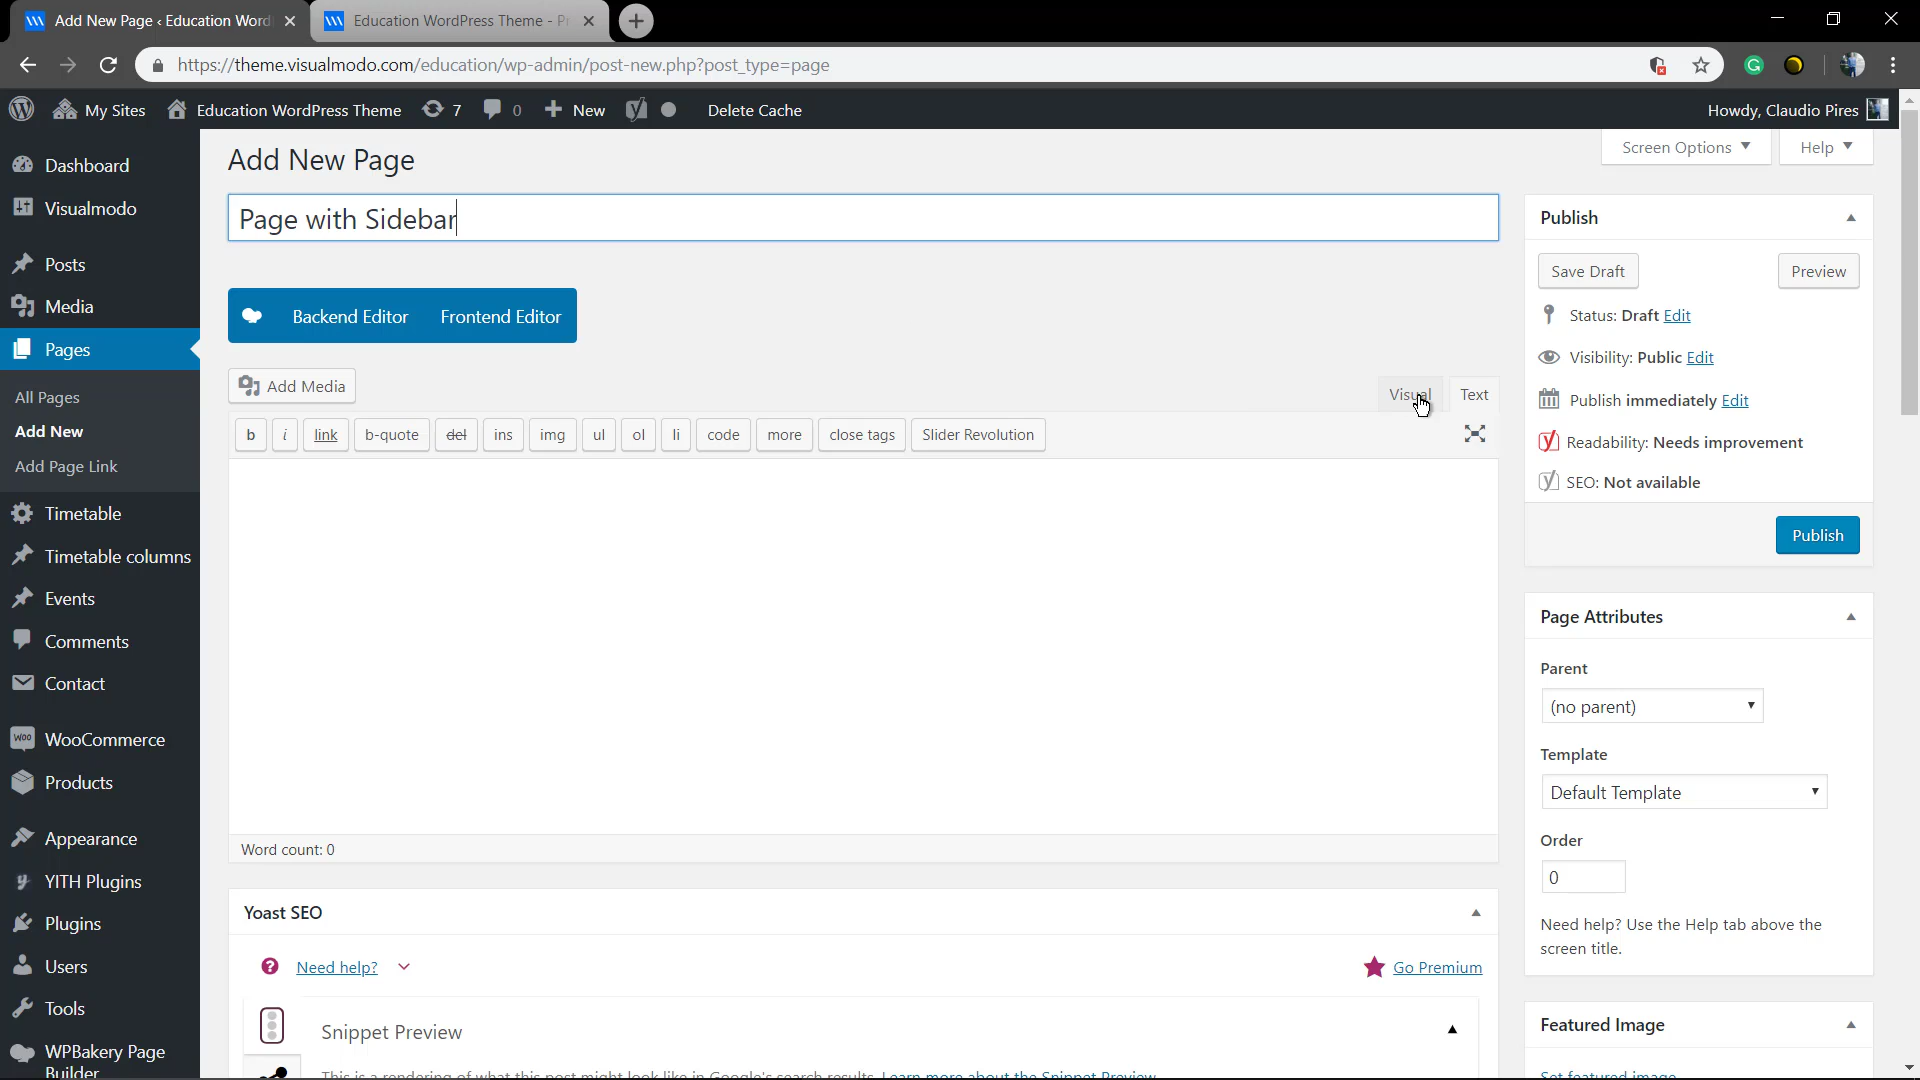 Add New Page ‹ Education Word
Education WordPress Theme - P
https://theme.visualmodo.com/education/wp-admin/post-new.php?post_type=page
My Sites
Education WordPress Theme
7
0
New
Delete Cache
Howdy, Claudio Pires
Dashboard
Visualmodo
Posts
Media
Pages
All Pages
Add New
Add Page Link
Timetable
Timetable columns
Events
Comments
Contact
WooCommerce
Products
Appearance
YITH Plugins
Plugins
Users
Tools
WPBakery Page
Builder
Add New Page
Screen Options
Help
Page with Sidebar
Backend Editor
Frontend Editor
Add Media
Visual
Text
b
i
link
b-quote
del
ins
img
ul
ol
li
code
more
close tags
Slider Revolution
Word count: 0
Yoast SEO
Need help?
Go Premium
Snippet Preview
This is a rendering of what this post might look like in Google's search results. Learn more about the Snippet Preview.
Publish
Save Draft
Preview
Status: Draft Edit
Visibility: Public Edit
Publish immediately Edit
Readability: Needs improvement
SEO: Not available
Publish
Page Attributes
Parent
(no parent)
Template
Default Template
Order
0
Need help? Use the Help tab above the
screen title.
Featured Image
Set featured image